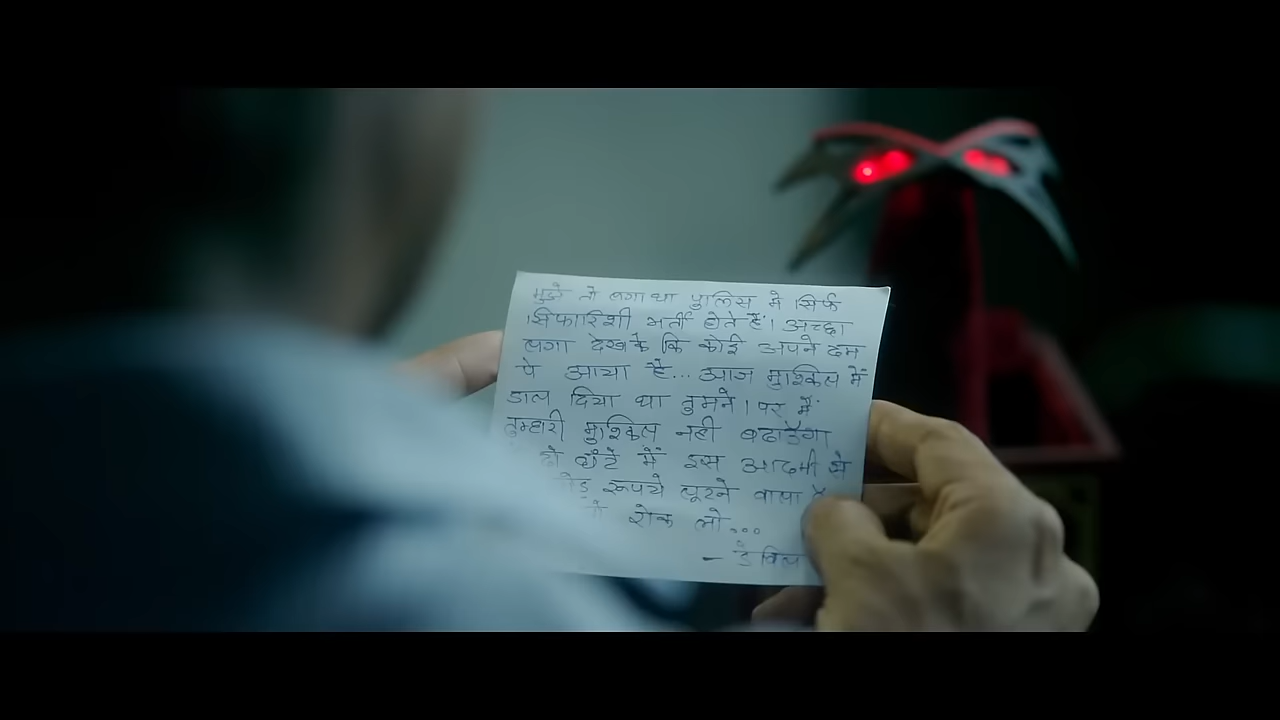 मुझे तो लगा था पुलिस में सिर्फ
सिफारिशी भर्ती होते हैं। अच्छा
लगा देखके कि कोई अपने दम
पे आया है... आज मुश्किल में
डाल दिया था तुमने। पर मैं
तुम्हारी मुश्किल नहीं बढाऊँगा
घंटे में इस आदमी से
रूपये लूटने वाला
रोक लो...
- डेविल